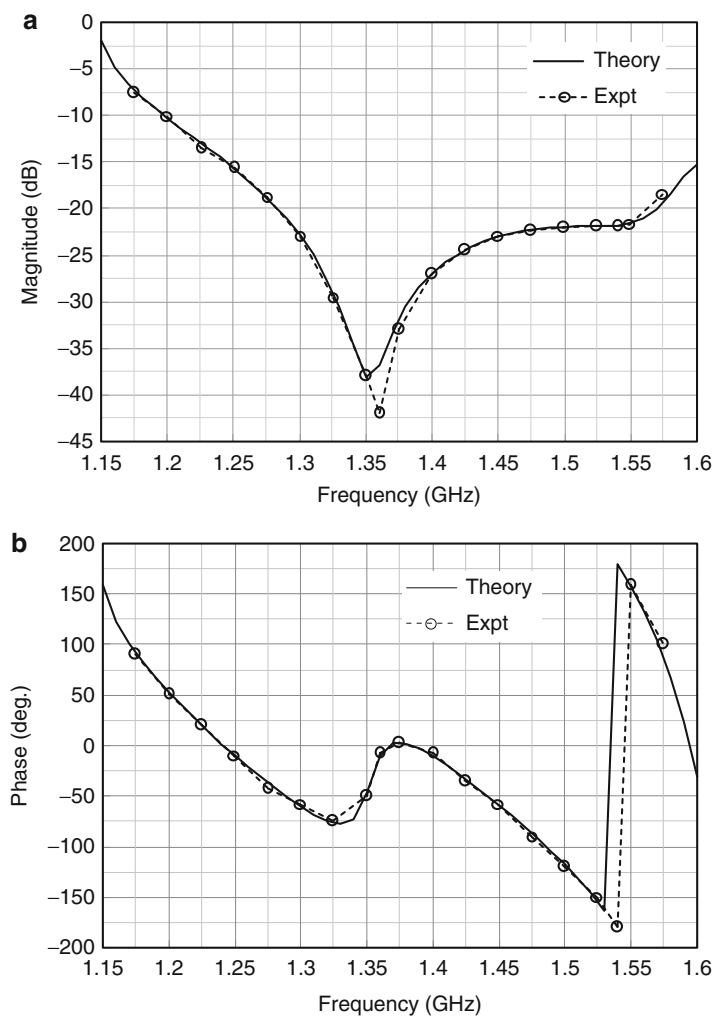 a
0
−5
−10
−15
−20
−25
−30
−35
−40
−45
Magnitude (dB)
Theory
Expt
1.15 1.2 1.25 1.3 1.35 1.4 1.45 1.5 1.55 1.6
Frequency (GHz)
b
200
150
100
50
0
−50
−100
−150
−200
Phase (deg.)
Theory
Expt
1.15 1.2 1.25 1.3 1.35 1.4 1.45 1.5 1.55 1.6
Frequency (GHz)